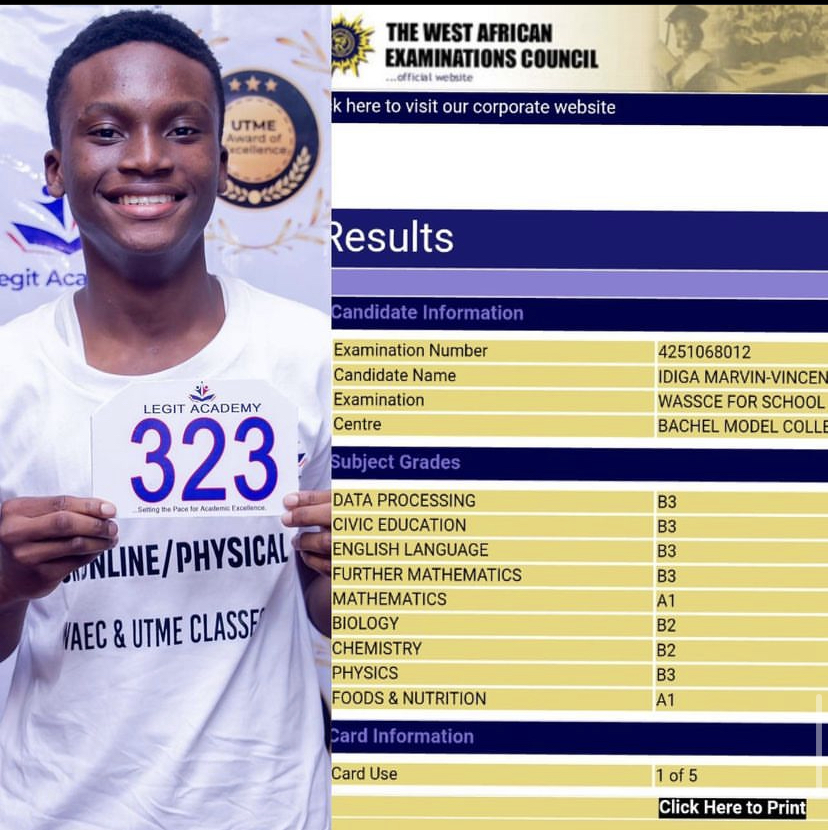 UTME
Award of
xcellence
egit Aca
LEGIT ACADEMY
323
...Setting the Pace for Academic Excellence.
ONLINE/PHYSICAL
WAEC & UTME CLASSE
THE WEST AFRICAN
EXAMINATIONS COUNCIL
...official website
k here to visit our corporate website
Results
Candidate Information
Examination Number 4251068012
Candidate Name IDIGA MARVIN-VINCEN
Examination WASSCE FOR SCHOOL
Centre BACHEL MODEL COLLE
Subject Grades
DATA PROCESSING B3
CIVIC EDUCATION B3
ENGLISH LANGUAGE B3
FURTHER MATHEMATICS B3
MATHEMATICS A1
BIOLOGY B2
CHEMISTRY B2
PHYSICS B3
FOODS & NUTRITION A1
Card Information
Card Use 1 of 5
Click Here to Print